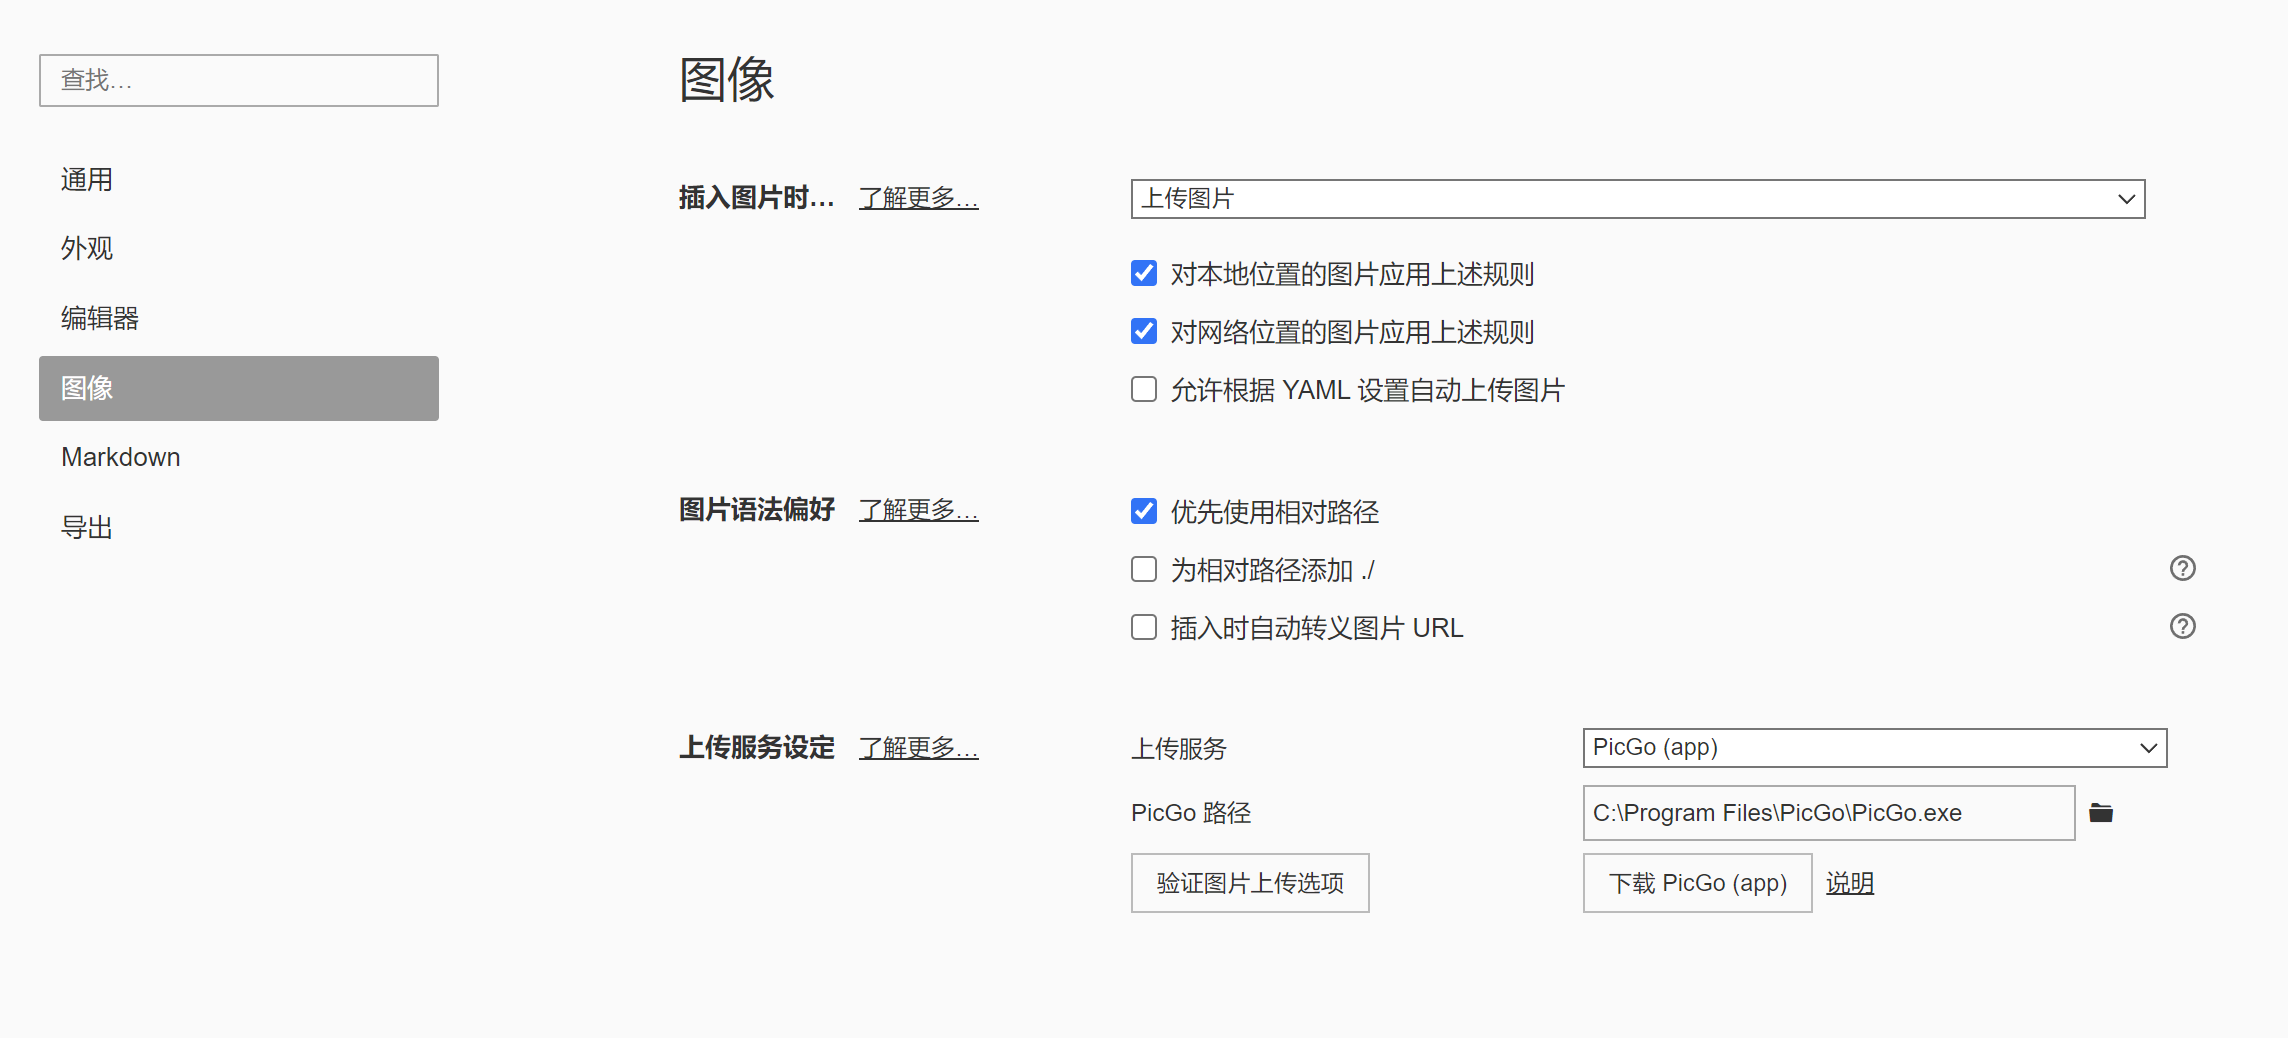 查找…
通用
外观
编辑器
图像
Markdown
导出
图像
插入图片时… 了解更多… 上传图片
对本地位置的图片应用上述规则
对网络位置的图片应用上述规则
允许根据 YAML 设置自动上传图片
图片语法偏好 了解更多… 优先使用相对路径
为相对路径添加 ./
插入时自动转义图片 URL
上传服务设定 了解更多… 上传服务 PicGo (app)
PicGo 路径 C:\Program Files\PicGo\PicGo.exe
验证图片上传选项 下载 PicGo (app) 说明